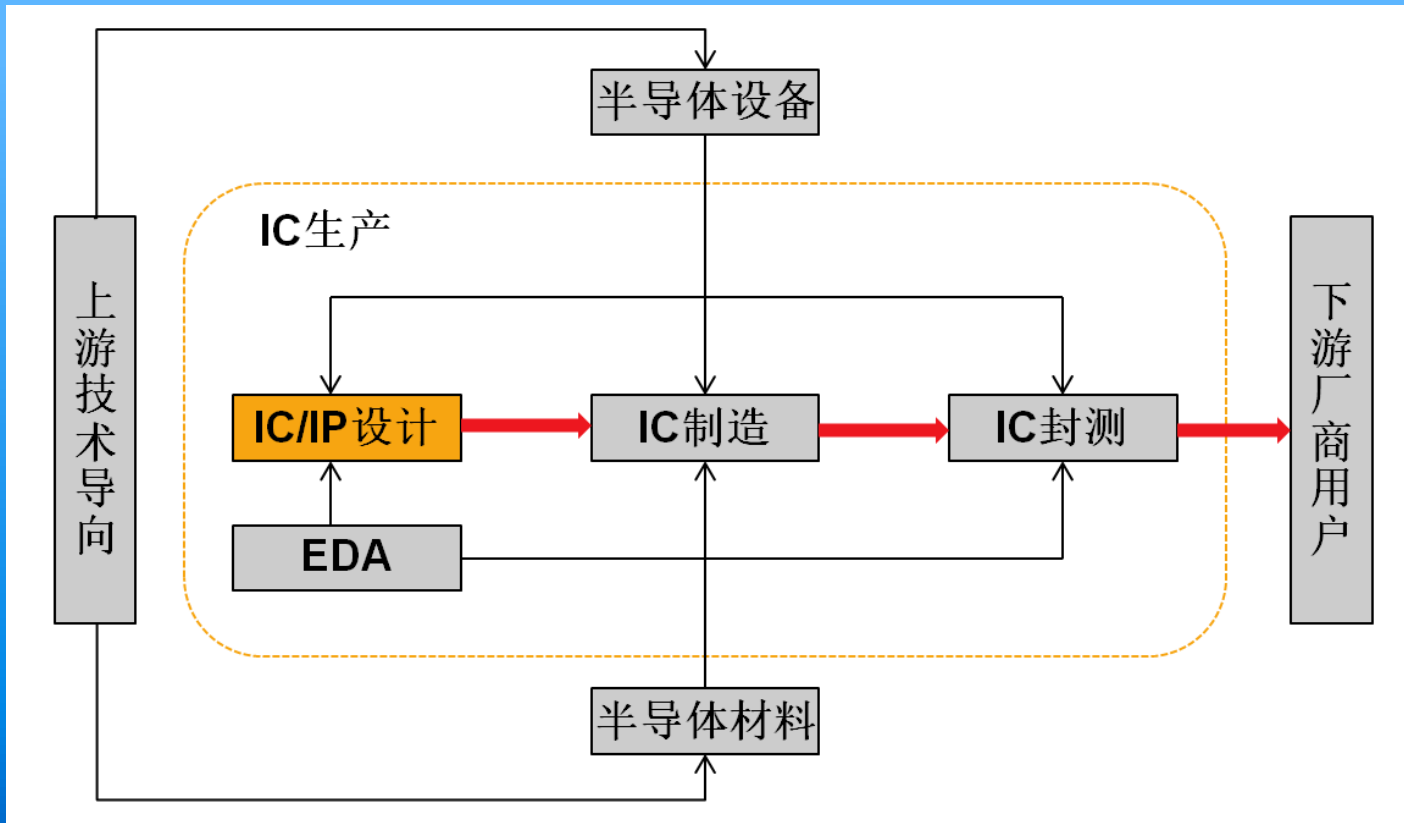 半导体设备
IC生产
上游技术导向
IC/IP设计
IC制造
IC封测
下游厂商用户
EDA
半导体材料